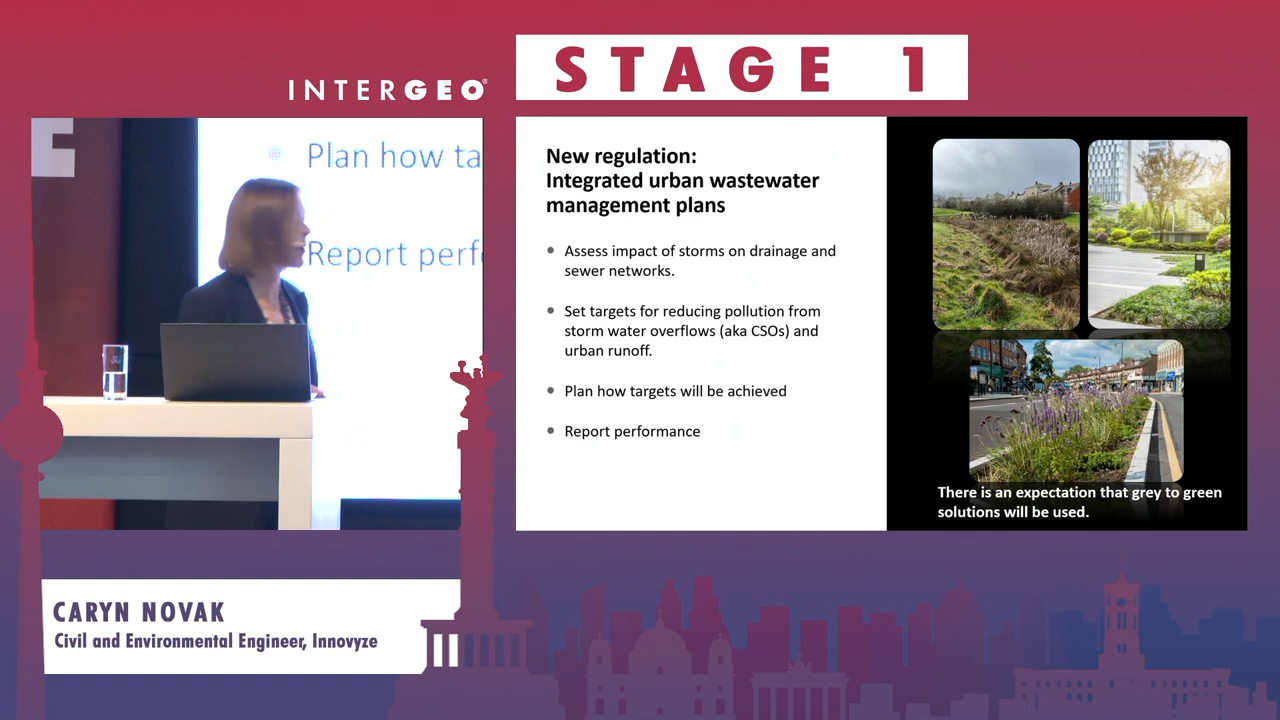 INTERGEO®
STAGE 1
Plan how ta
Report perf
New regulation:
Integrated urban wastewater
management plans
• Assess impact of storms on drainage and
sewer networks.
• Set targets for reducing pollution from
storm water overflows (aka CSOs) and
urban runoff.
• Plan how targets will be achieved
• Report performance
There is an expectation that grey to green
solutions will be used.
CARYN NOVAK
Civil and Environmental Engineer, Innovyze